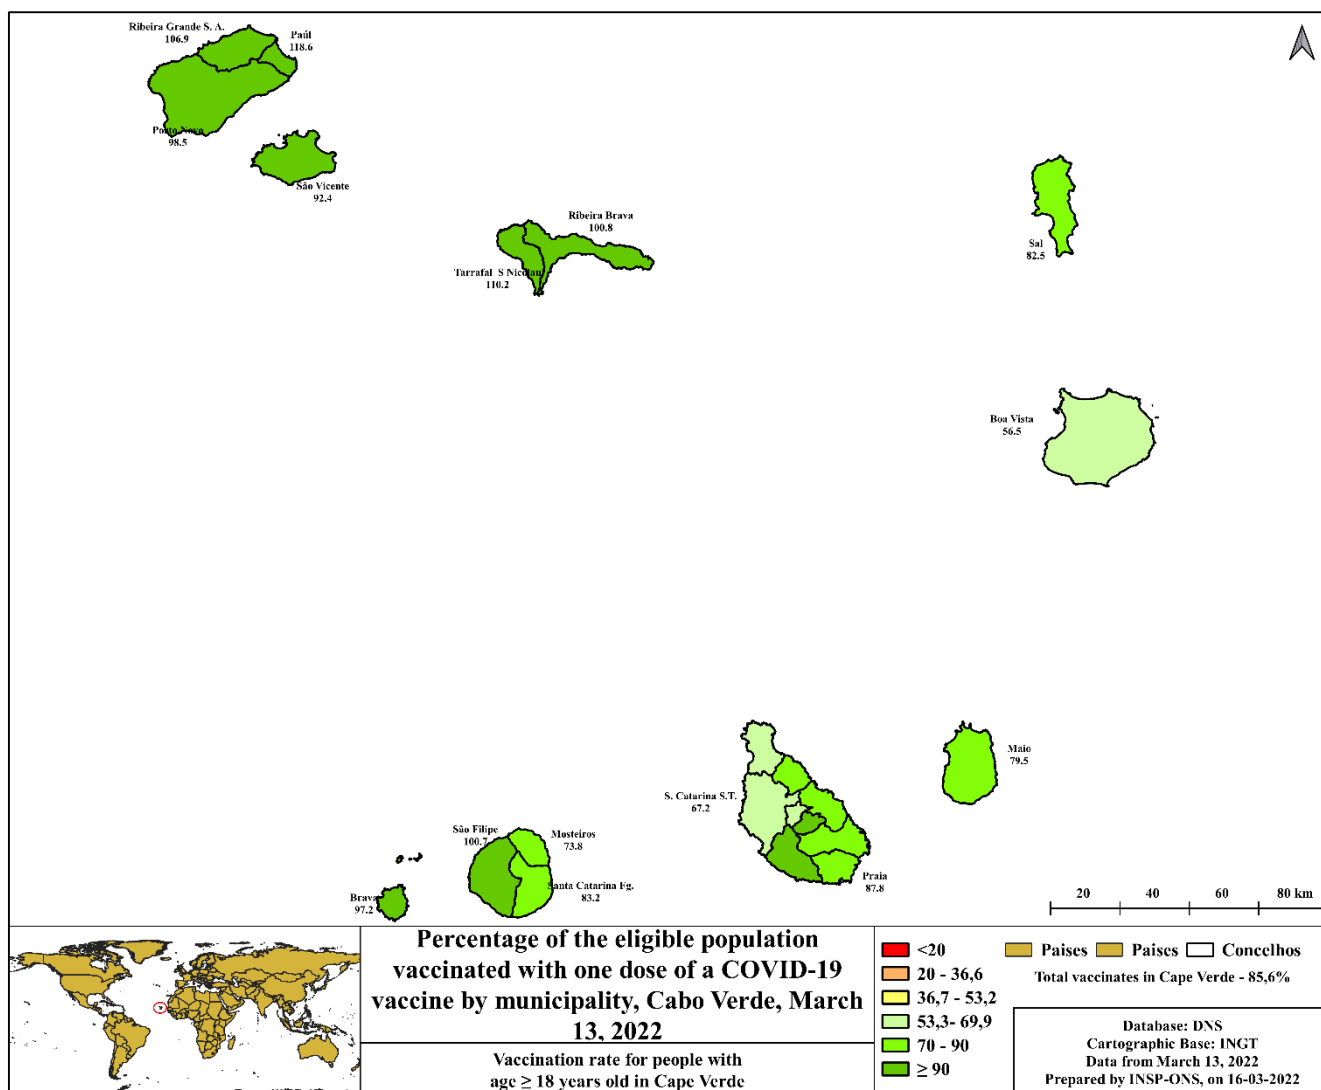 Ribeira Grande S. A.
106.9
Paúl
118.6
Porto Novo
98.5
São Vicente
92.4
Ribeira Brava
100.8
Tarrafal S Nicolau
110.2
Sal
82.5
Boa Vista
56.5
Maio
79.5
S. Catarina S.T.
67.2
Praia
87.8
São Filipe
100.7
Mosteiros
73.8
Santa Catarina Fg.
83.2
Brava
97.2
20 40 60 80 km
Percentage of the eligible population
vaccinated with one dose of a COVID-19
vaccine by municipality, Cabo Verde, March
13, 2022
Vaccination rate for people with
age ≥ 18 years old in Cape Verde
<20
20 - 36,6
36,7 - 53,2
53,3- 69,9
70 - 90
≥ 90
Paises Paises Concelhos
Total vaccinates in Cape Verde - 85,6%
Database: DNS
Cartographic Base: INGT
Data from March 13, 2022
Prepared by INSP-ONS, on 16-03-2022